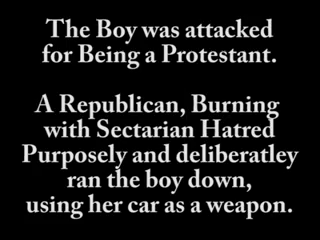 The Boy was attacked
for Being a Protestant.
A Republican, Burning
with Sectarian Hatred
Purposely and deliberatley
ran the boy down,
using her car as a weapon.